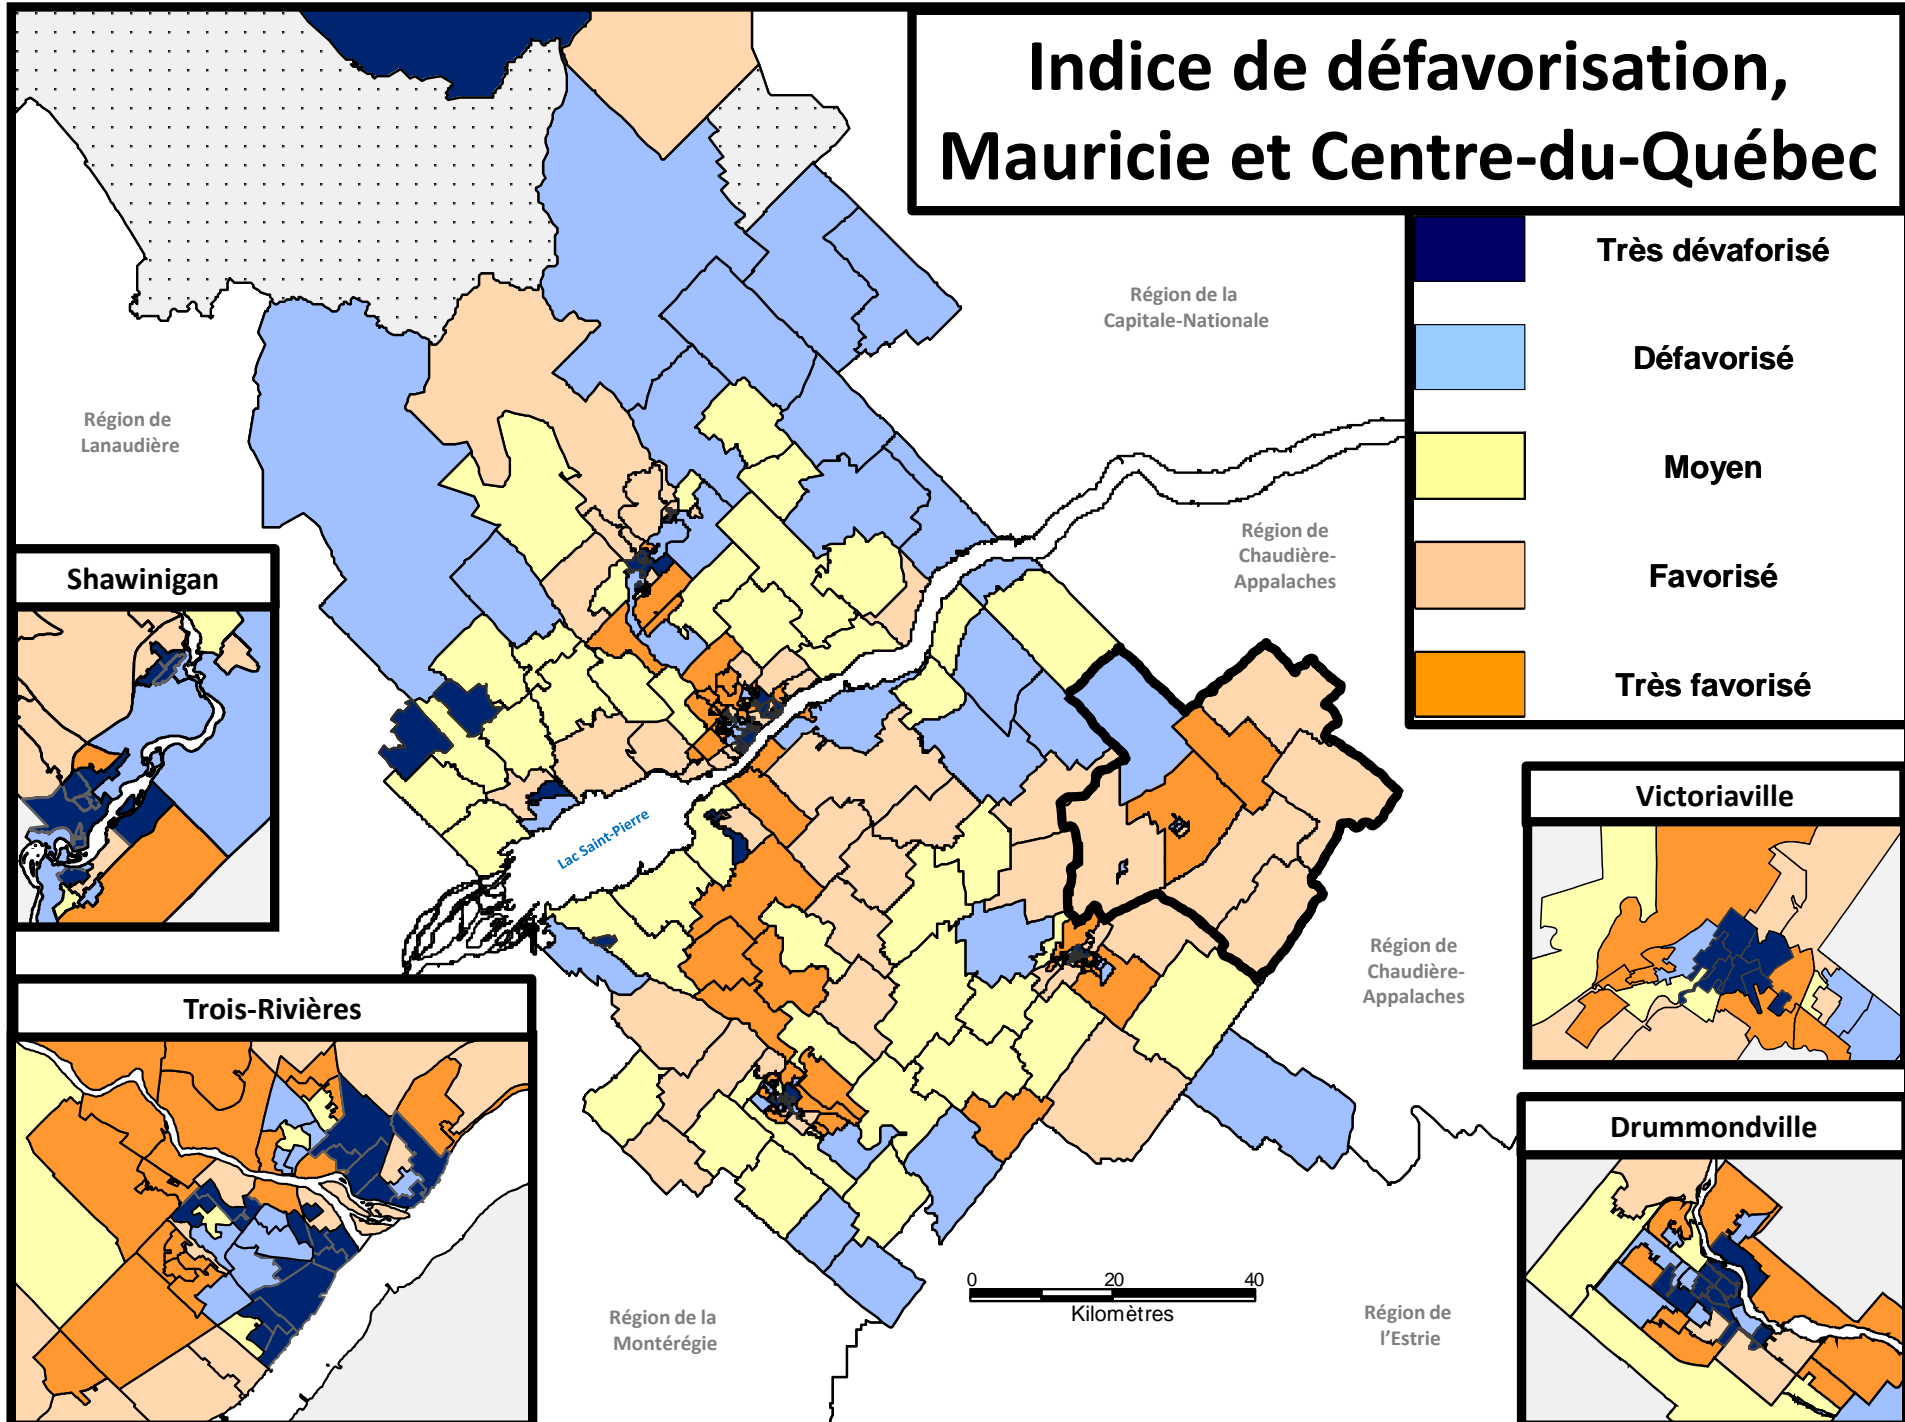 Indice de défavorisation,
Mauricie et Centre-du-Québec
Très dévaforisé
Défavorisé
Moyen
Favorisé
Très favorisé
Région de la
Capitale-Nationale
Région de
Lanaudière
Région de
Chaudière-
Appalaches
Shawinigan
Lac Saint-Pierre
Victoriaville
Région de
Chaudière-
Appalaches
Trois-Rivières
Drummondville
0 20 40
Kilomètres
Région de la
Montérégie
Région de
l'Estrie